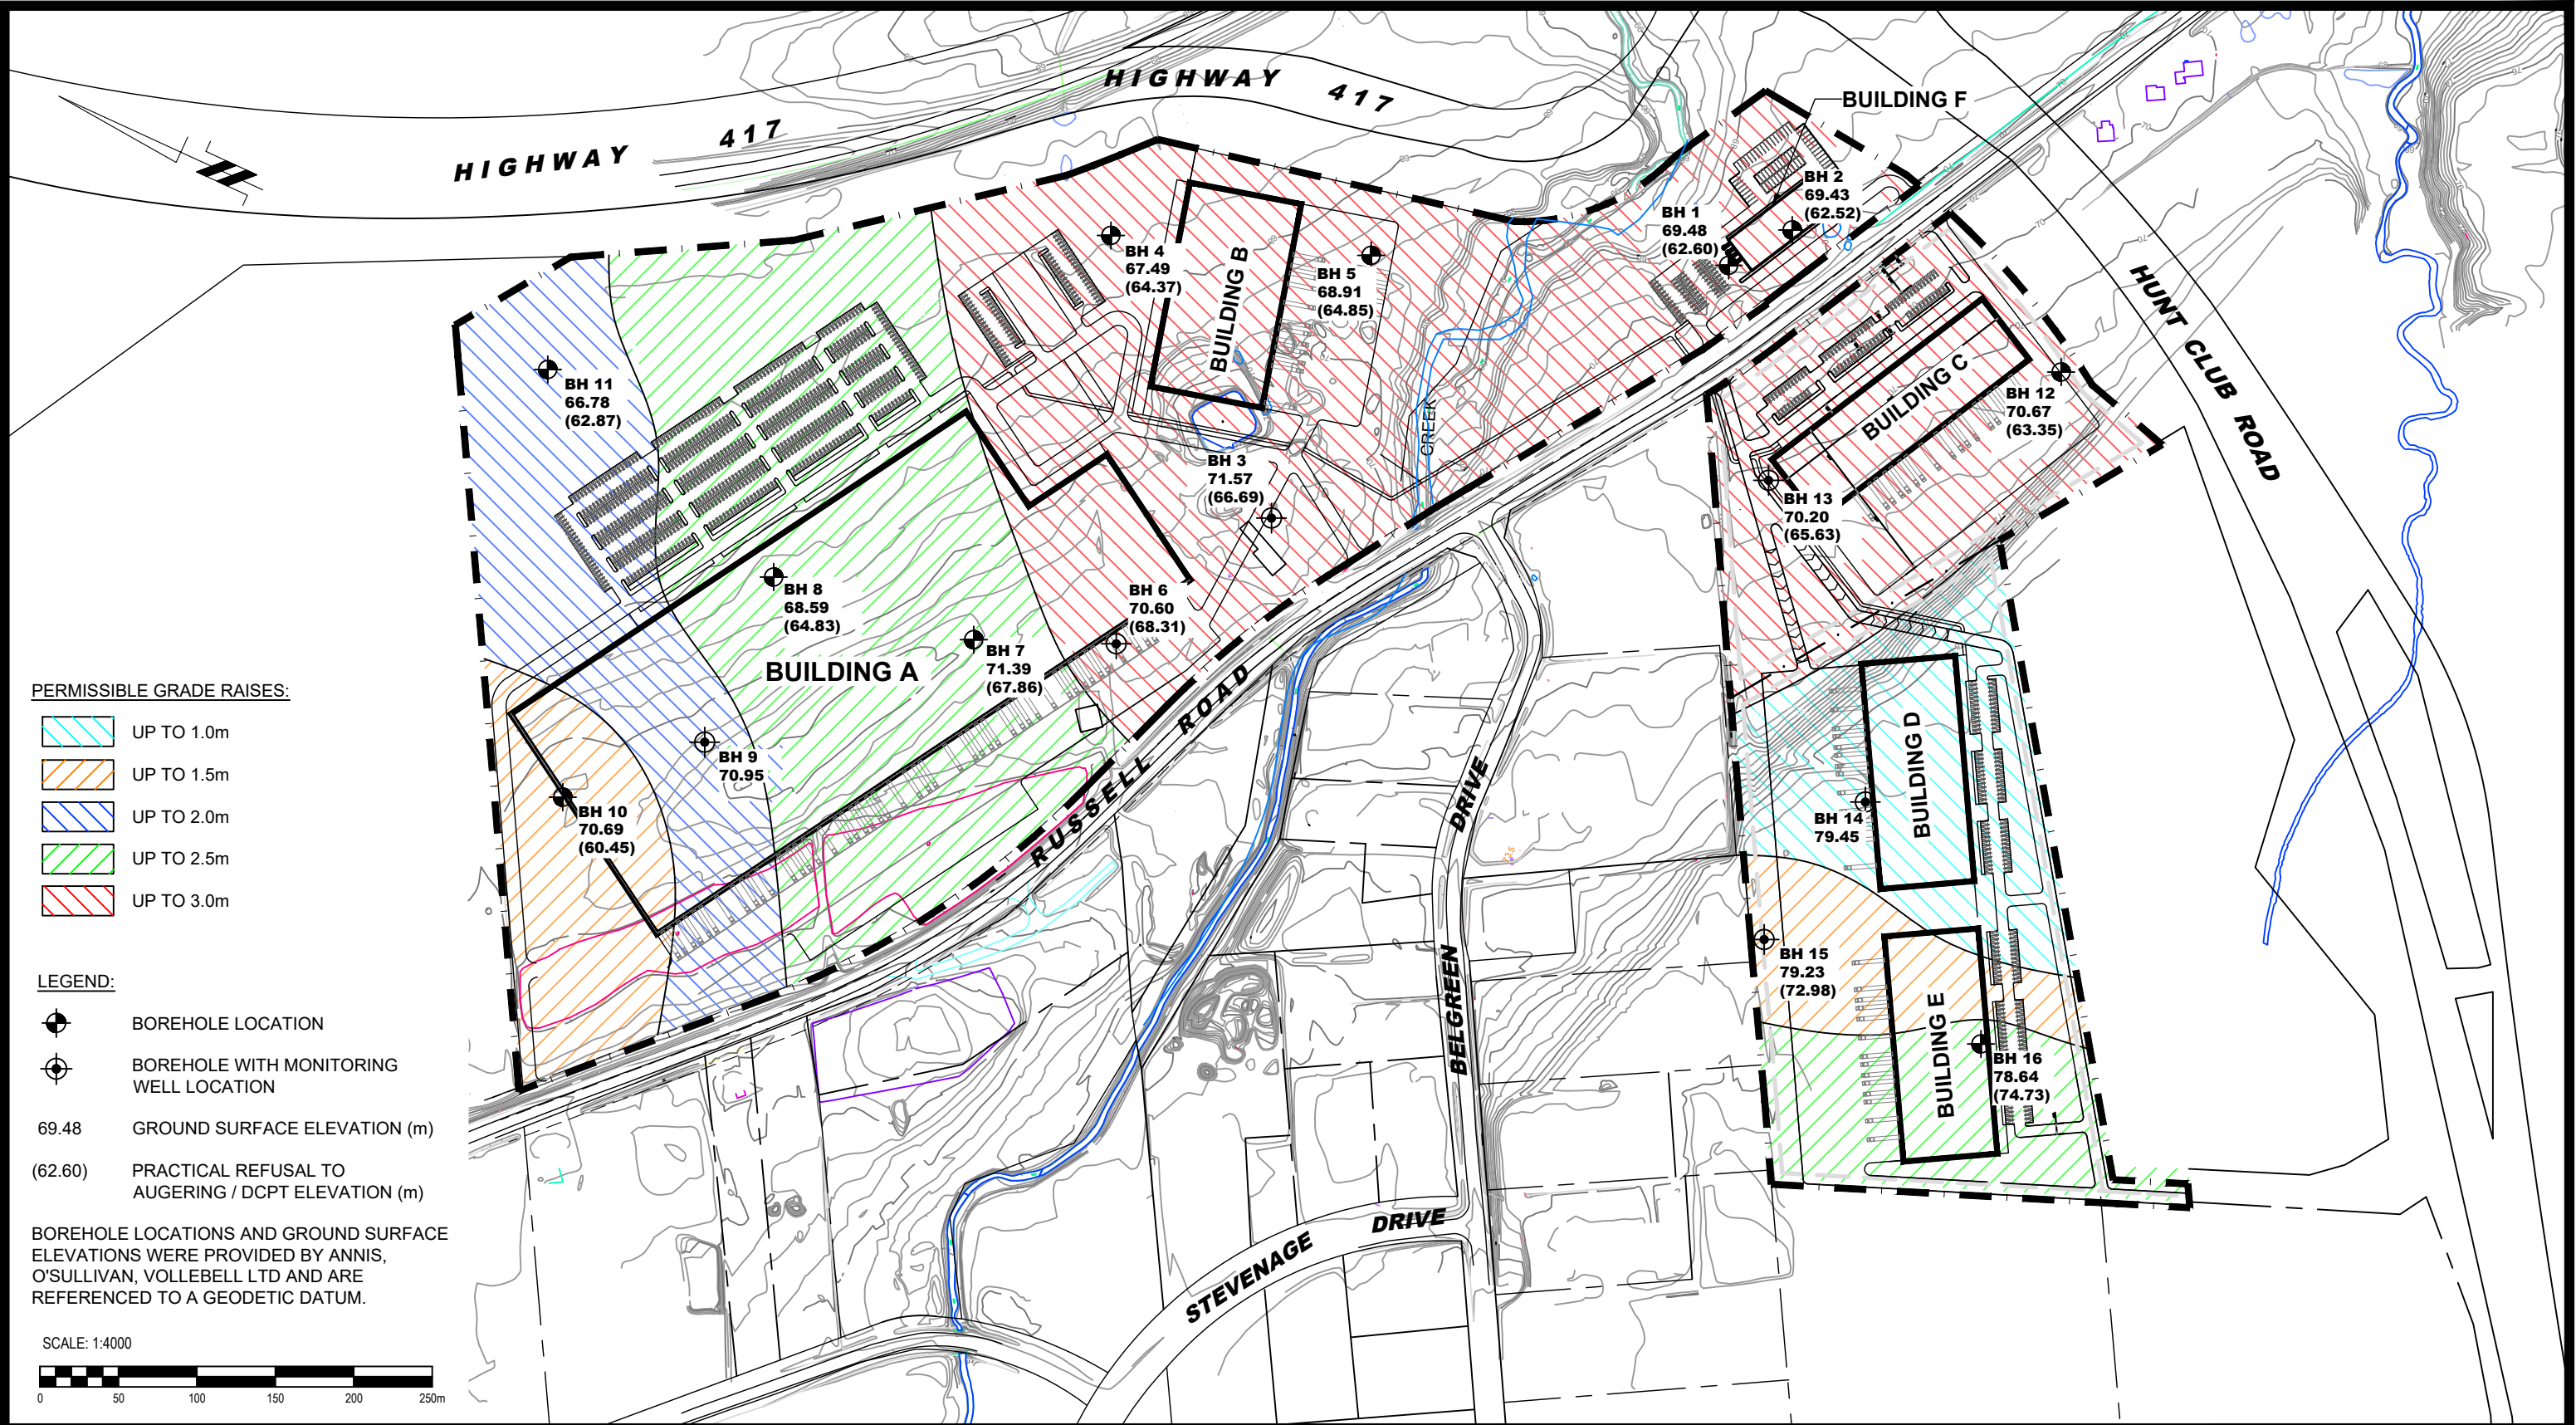 HIGHWAY 417
HIGHWAY 417
BUILDING F
BH 2
69.43
(62.52)
BH 1
69.48
(62.60)
BH 4
67.49
(64.37)
BUILDING B
BH 5
68.91
(64.85)
HUNT CLUB ROAD
BH 11
66.78
(62.87)
BUILDING C
BH 12
70.67
(63.35)
CREEK
BH 3
71.57
(66.69)
BH 13
70.20
(65.63)
BH 8
68.59
(64.83)
BH 6
70.60
(68.31)
BH 7
71.39
(67.86)
BUILDING A
RUSSELL ROAD
BH 9
70.95
BH 10
70.69
(60.45)
BUILDING D
BH 14
79.45
BH 15
79.23
(72.98)
BUILDING E
BH 16
78.64
(74.73)
BELGREEN DRIVE
STEVENAGE DRIVE
PERMISSIBLE GRADE RAISES:
UP TO 1.0m
UP TO 1.5m
UP TO 2.0m
UP TO 2.5m
UP TO 3.0m
LEGEND:
BOREHOLE LOCATION
BOREHOLE WITH MONITORING
WELL LOCATION
69.48 GROUND SURFACE ELEVATION (m)
(62.60) PRACTICAL REFUSAL TO
AUGERING / DCPT ELEVATION (m)
BOREHOLE LOCATIONS AND GROUND SURFACE
ELEVATIONS WERE PROVIDED BY ANNIS,
O'SULLIVAN, VOLLEBELL LTD AND ARE
REFERENCED TO A GEODETIC DATUM.
SCALE: 1:4000
0 50 100 150 200 250m